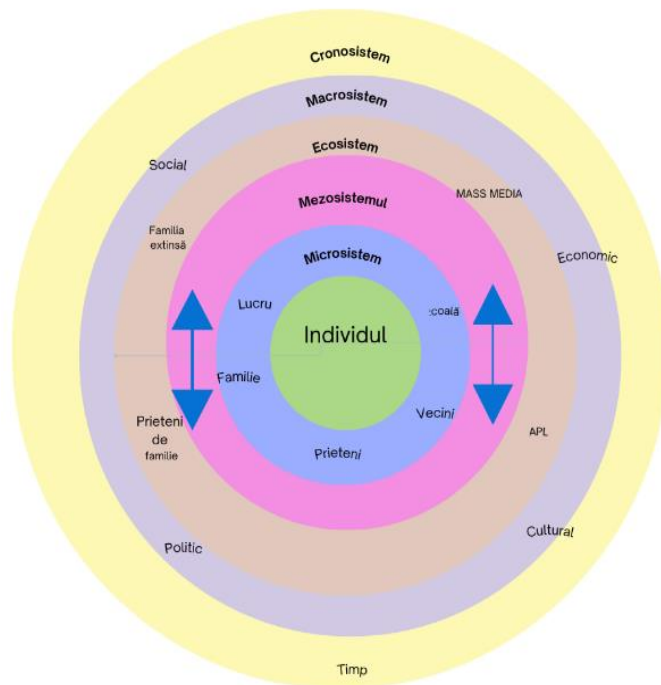 Cronosistem
Macrosistem
Ecosistem
Social
MASS MEDIA
Mezosistemul
Familia
extinsă
Microsistem
Economic
Lucru
:coală
Individul
Familie
Vecini
Prieteni
de
familie
APL
Prieteni
Cultural
Politic
Timp